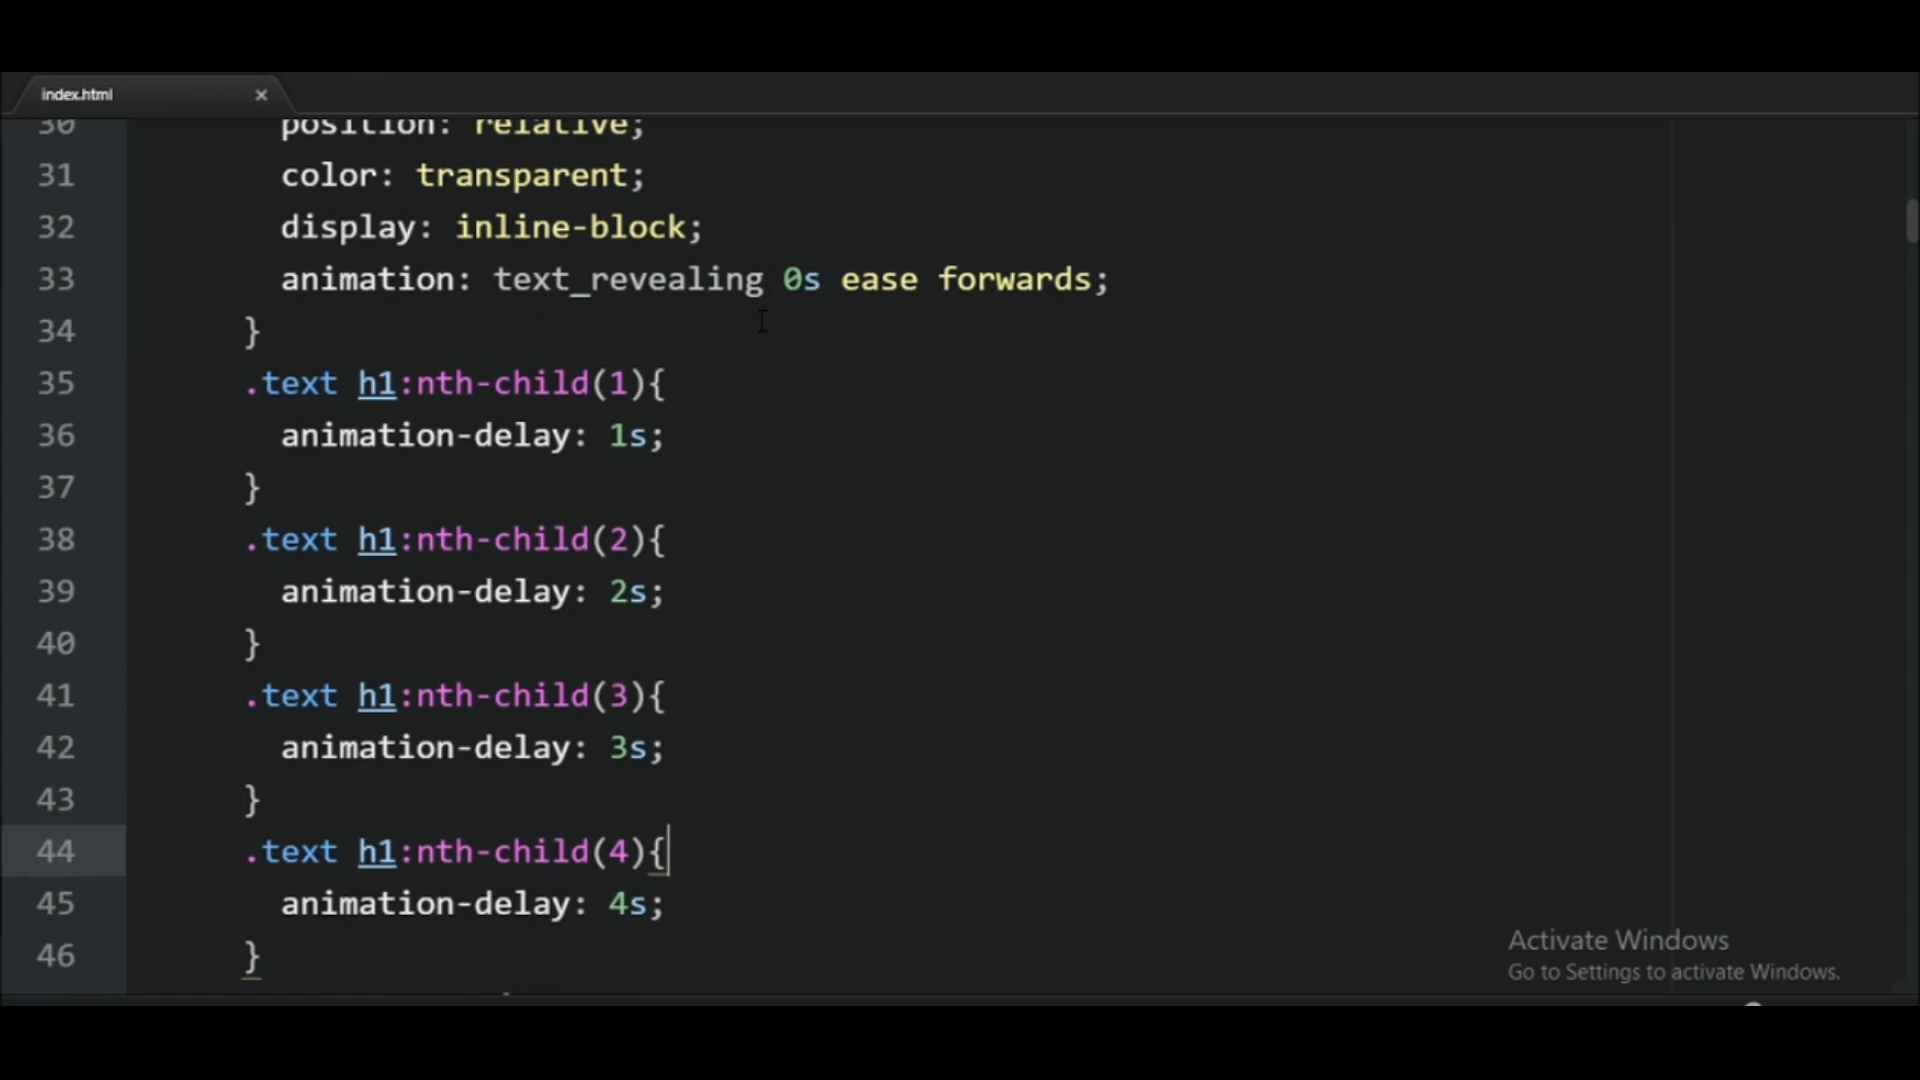 index.html ×
30 position: relative;
31 color: transparent;
32 display: inline-block;
33 animation: text_revealing 0s ease forwards;
34 }
35 .text h1:nth-child(1){
36 animation-delay: 1s;
37 }
38 .text h1:nth-child(2){
39 animation-delay: 2s;
40 }
41 .text h1:nth-child(3){
42 animation-delay: 3s;
43 }
44 .text h1:nth-child(4){
45 animation-delay: 4s;
46 }
Activate Windows
Go to Settings to activate Windows.